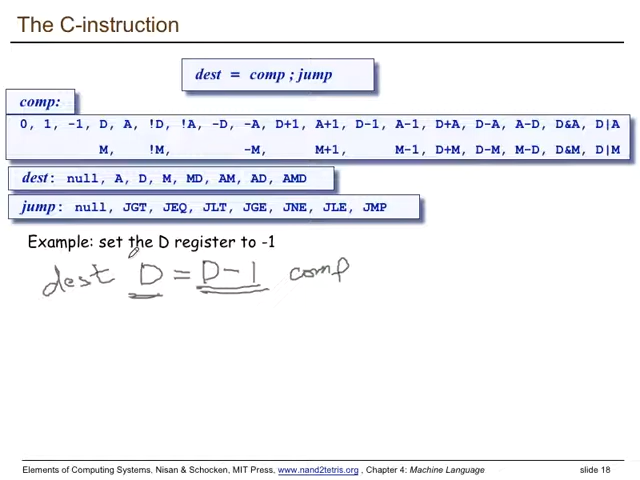 The C-instruction
dest = comp ; jump
comp:
0, 1, -1, D, A, !D, !A, -D, -A, D+1, A+1, D-1, A-1, D+A, D-A, A-D, D&A, D|A
M, !M, -M, M+1, M-1, D+M, D-M, M-D, D&M, D|M
dest: null, A, D, M, MD, AM, AD, AMD
jump: null, JGT, JEQ, JLT, JGE, JNE, JLE, JMP
Example: set the D register to -1
dest D = D-1 comp
Elements of Computing Systems, Nisan & Schocken, MIT Press, www.nand2tetris.org , Chapter 4: Machine Language slide 18